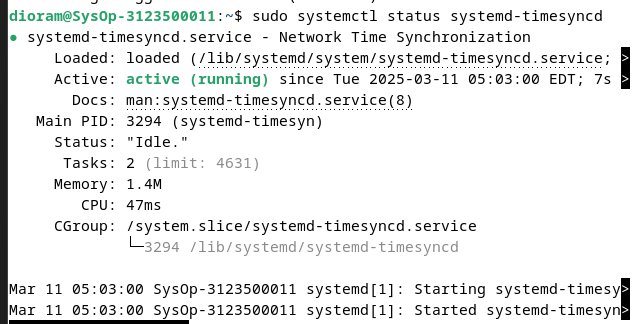 dioram@SysOp-3123500011:~$ sudo systemctl status systemd-timesyncd
● systemd-timesyncd.service - Network Time Synchronization
     Loaded: loaded (/lib/systemd/system/systemd-timesyncd.service; >
     Active: active (running) since Tue 2025-03-11 05:03:00 EDT; 7s >
       Docs: man:systemd-timesyncd.service(8)
   Main PID: 3294 (systemd-timesyn)
     Status: "Idle."
      Tasks: 2 (limit: 4631)
     Memory: 1.4M
        CPU: 47ms
     CGroup: /system.slice/systemd-timesyncd.service
             └─3294 /lib/systemd/systemd-timesyncd

Mar 11 05:03:00 SysOp-3123500011 systemd[1]: Starting systemd-timesy>
Mar 11 05:03:00 SysOp-3123500011 systemd[1]: Started systemd-timesyn>